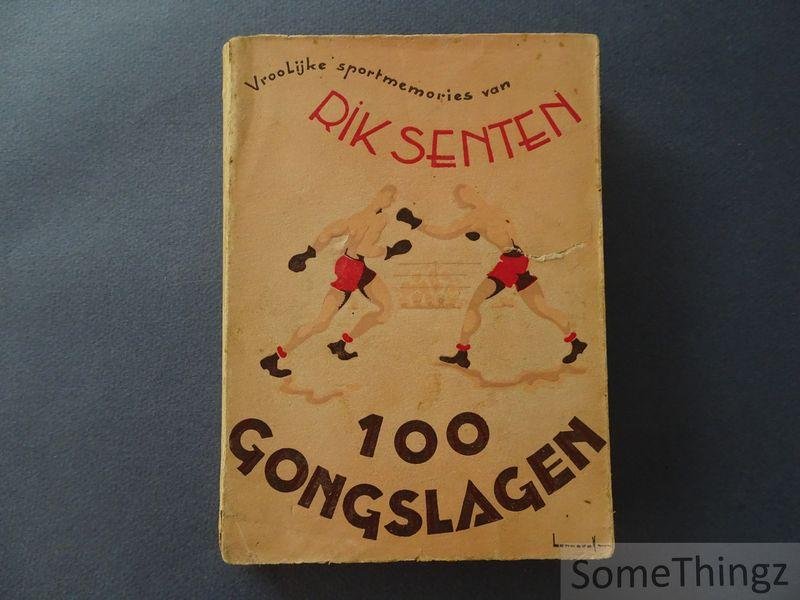 Vroolijke sportmemories van
RIK SENTEN
100
GONGSLAGEN
SomeThingz